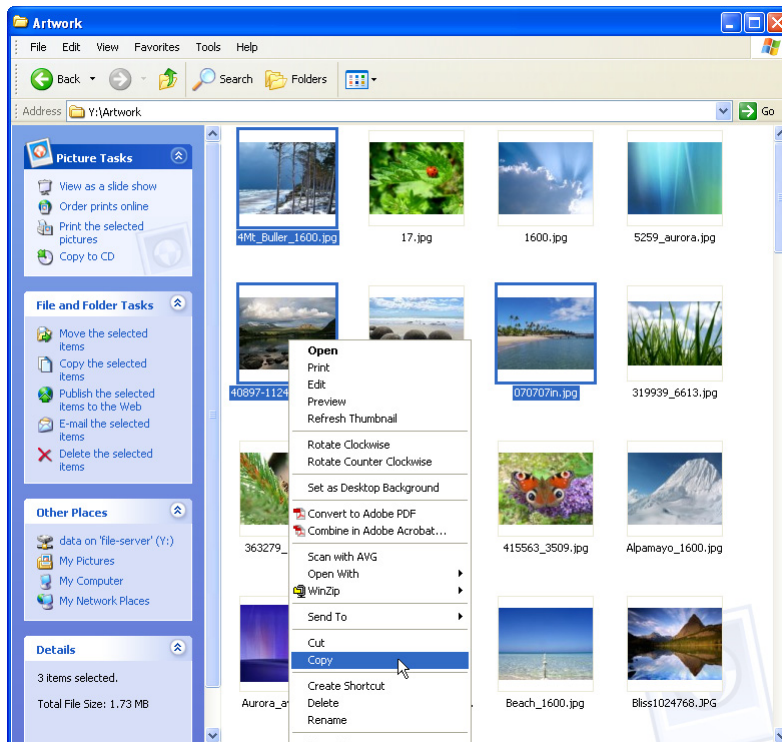 Artwork
File Edit View Favorites Tools Help
Back Search Folders
Address Y:\Artwork Go
Picture Tasks
View as a slide show
Order prints online
Print the selected
pictures
Copy to CD
File and Folder Tasks
Move the selected
items
Copy the selected
items
Publish the selected
items to the Web
E-mail the selected
items
Delete the selected
items
Other Places
data on 'file-server' (Y:)
My Pictures
My Computer
My Network Places
Details
3 items selected.
Total File Size: 1.73 MB
4Mt_Buller_1600.jpg 17.jpg 1600.jpg 5259_aurora.jpg
40897-1124 070707in.jpg 319939_6613.jpg
363279_ 415563_3509.jpg Alpamayo_1600.jpg
Aurora_a Beach_1600.jpg Bliss1024768.JPG
Open
Print
Edit
Preview
Refresh Thumbnail
Rotate Clockwise
Rotate Counter Clockwise
Set as Desktop Background
Convert to Adobe PDF
Combine in Adobe Acrobat...
Scan with AVG
Open With
WinZip
Send To
Cut
Copy
Create Shortcut
Delete
Rename